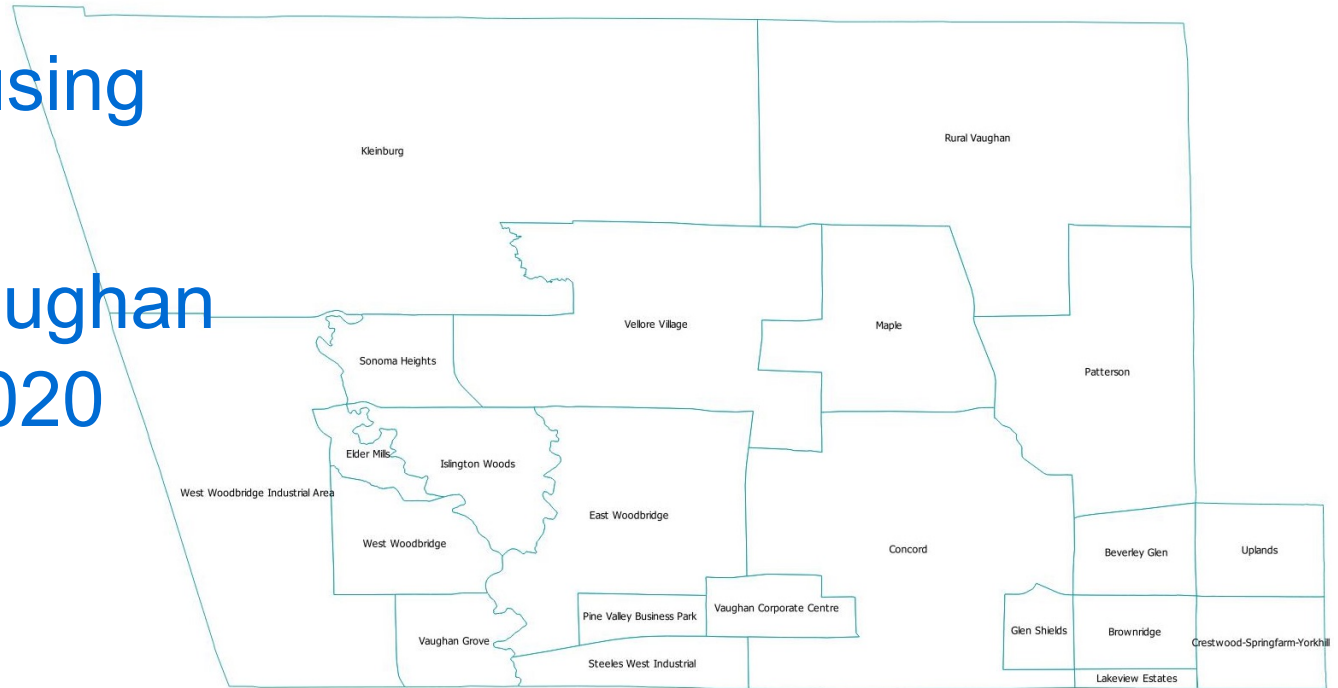 using
ughan
020
Kleinburg
Rural Vaughan
Vellore Village
Maple
Sonoma Heights
Patterson
Elder Mills
Islington Woods
West Woodbridge Industrial Area
East Woodbridge
West Woodbridge
Concord
Beverley Glen
Uplands
Pine Valley Business Park
Vaughan Corporate Centre
Vaughan Grove
Glen Shields
Brownridge
Crestwood-Springfarm-Yorkhill
Steeles West Industrial
Lakeview Estates